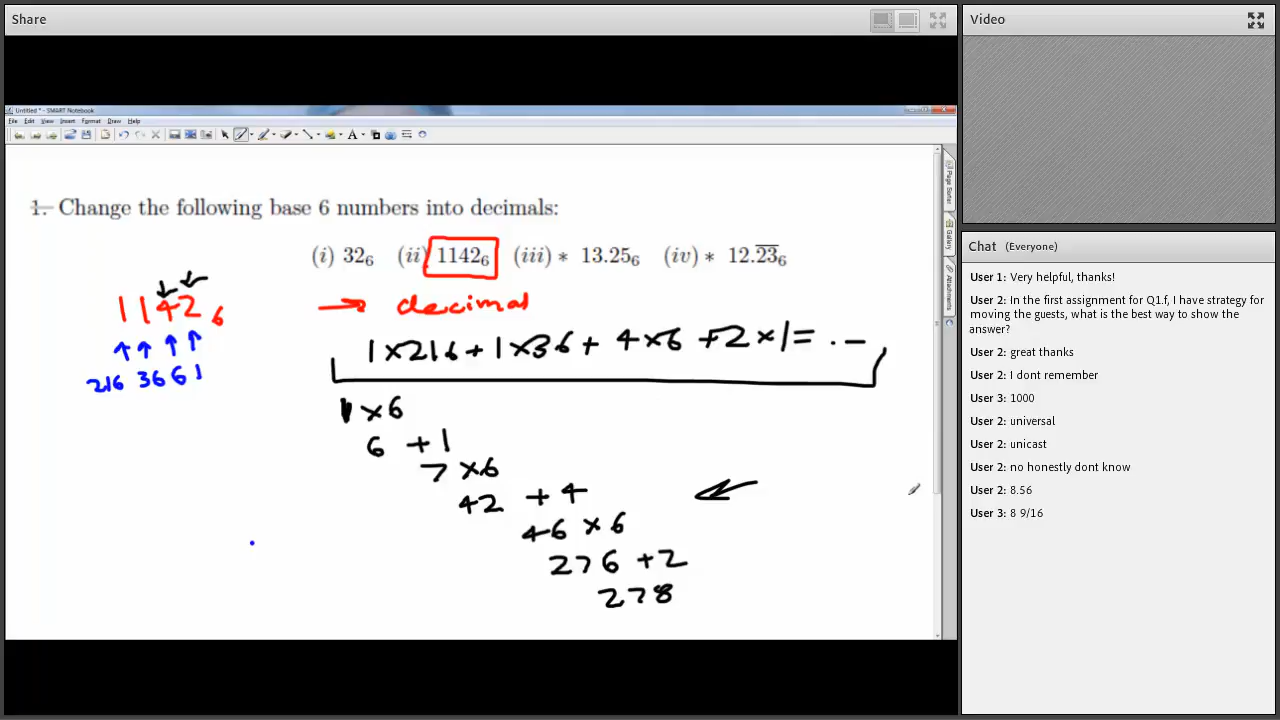 Share
Video
Untitled * - SMART Notebook
File Edit View Insert Format Draw Help
1. Change the following base 6 numbers into decimals:
(i) 32₆ (ii) 1142₆ (iii)* 13.25₆ (iv)* 12.2̅3̅₆
1142₆ → decimal
216 36 6 1
1×216+1×36+4×6+2×1=...
1×6
6 +1
7 ×6
42 +4
46 ×6
276 +2
278
Page Sorter
Gallery
Attachments
Chat (Everyone)
User 1: Very helpful, thanks!
User 2: In the first assignment for Q1.f, I have strategy for
moving the guests, what is the best way to show the
answer?
User 2: great thanks
User 2: I dont remember
User 3: 1000
User 2: universal
User 2: unicast
User 2: no honestly dont know
User 2: 8.56
User 3: 8 9/16